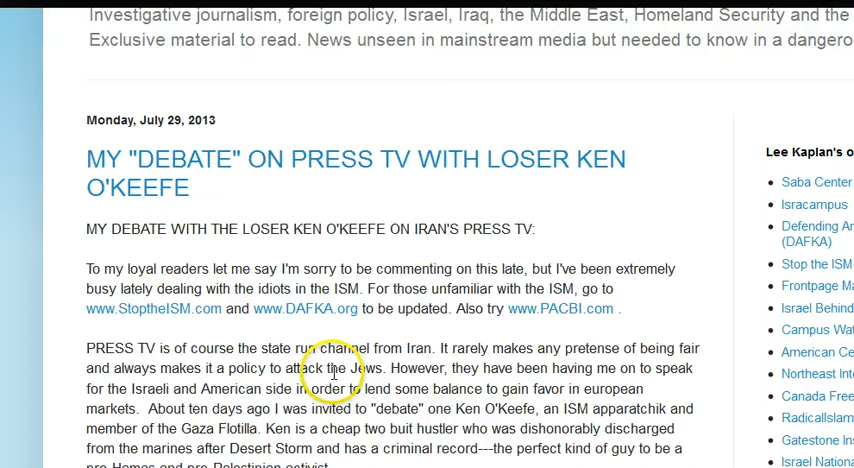 Investigative journalism, foreign policy, Israel, Iraq, the Middle East, Homeland Security and the
Exclusive material to read. News unseen in mainstream media but needed to know in a dangero
Monday, July 29, 2013
MY "DEBATE" ON PRESS TV WITH LOSER KEN
O'KEEFE
MY DEBATE WITH THE LOSER KEN O'KEEFE ON IRAN'S PRESS TV:
To my loyal readers let me say I'm sorry to be commenting on this late, but I've been extremely
busy lately dealing with the idiots in the ISM. For those unfamiliar with the ISM, go to
www.StoptheISM.com and www.DAFKA.org to be updated. Also try www.PACBI.com .
PRESS TV is of course the state run channel from Iran. It rarely makes any pretense of being fair
and always makes it a policy to attack the Jews. However, they have been having me on to speak
for the Israeli and American side in order to lend some balance to gain favor in european
markets. About ten days ago I was invited to "debate" one Ken O'Keefe, an ISM apparatchik and
member of the Gaza Flotilla. Ken is a cheap two buit hustler who was dishonorably discharged
from the marines after Desert Storm and has a criminal record---the perfect kind of guy to be a
pro-Hamas and pro-Palestinian activist.
Lee Kaplan's o
Saba Center
Isracampus
Defending Am
(DAFKA)
Stop the ISM
Frontpage Ma
Israel Behind
Campus Wat
American Ce
Northeast Inte
Canada Free
RadicalIslam
Gatestone Ins
Israel Nationa